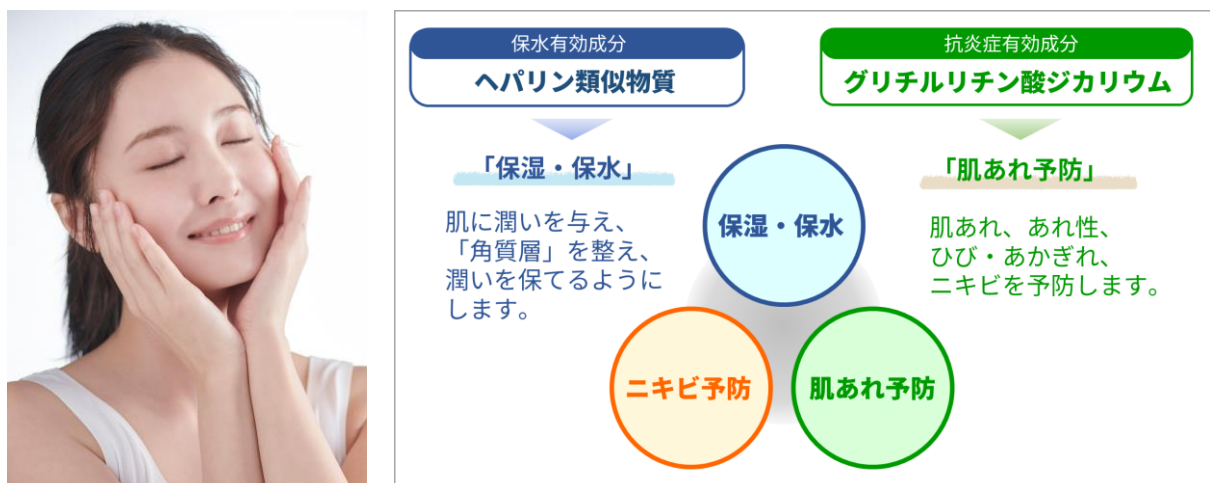 保水有効成分
ヘパリン類似物質
「保湿・保水」
肌に潤いを与え、
「角質層」を整え、
潤いを保てるように
します。
抗炎症有効成分
グリチルリチン酸ジカリウム
「肌あれ予防」
肌あれ、あれ性、
ひび・あかぎれ、
ニキビを予防します。
保湿・保水
ニキビ予防
肌あれ予防